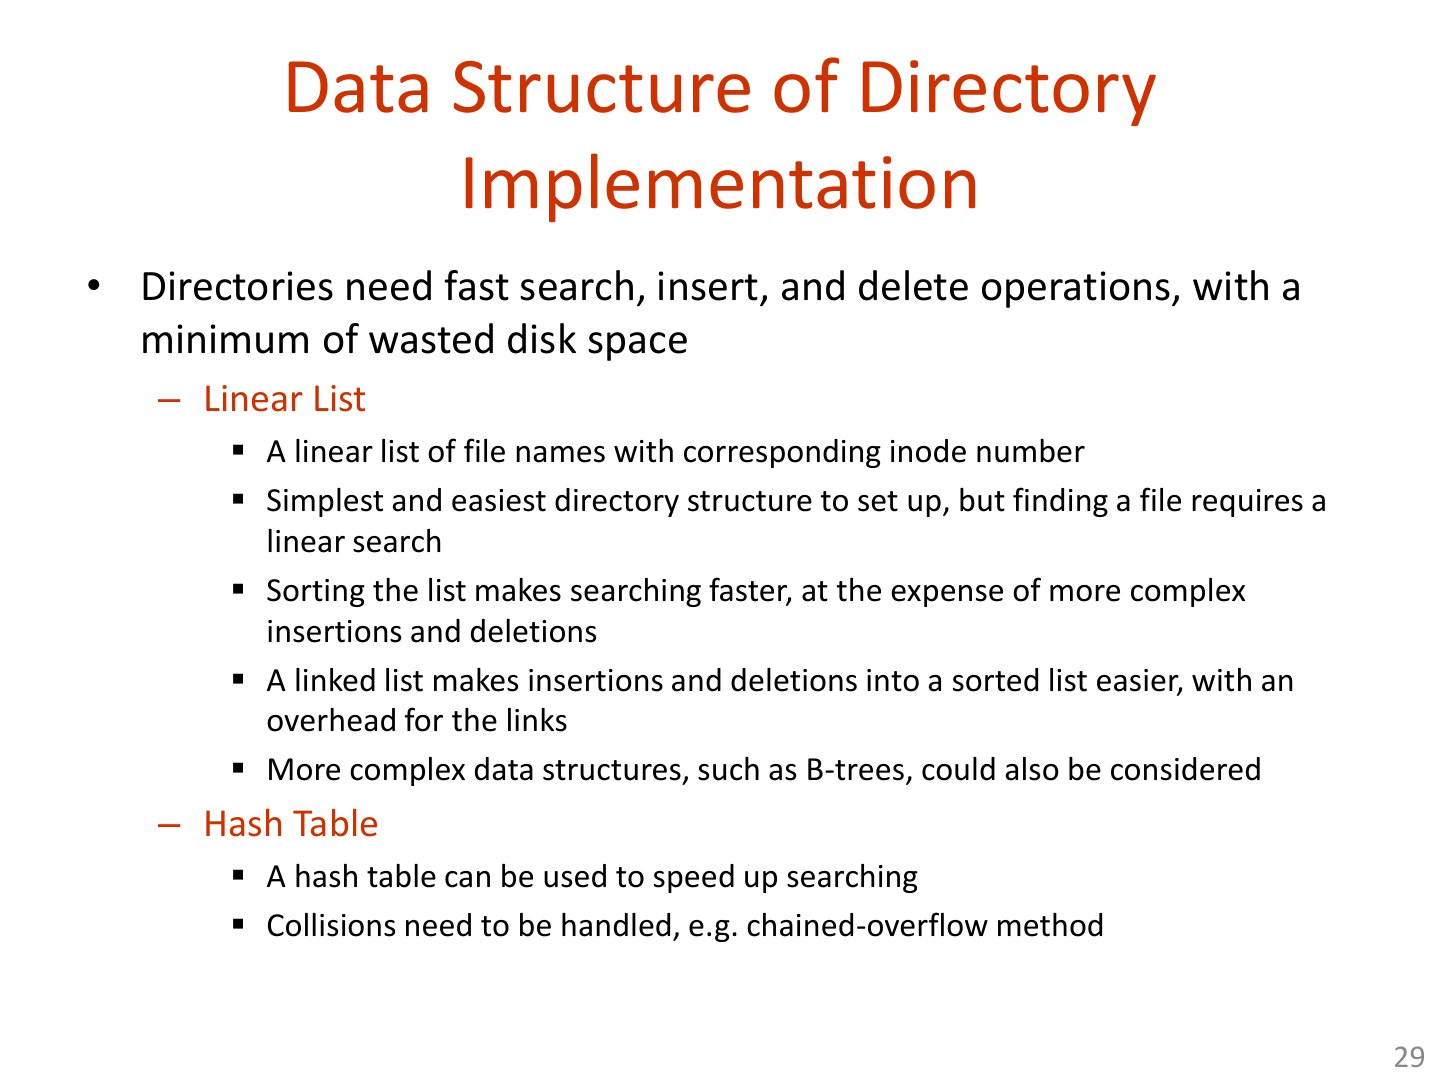 Data Structure of Directory
Implementation
• Directories need fast search, insert, and delete operations, with a
minimum of wasted disk space
– Linear List
▪ A linear list of file names with corresponding inode number
▪ Simplest and easiest directory structure to set up, but finding a file requires a
linear search
▪ Sorting the list makes searching faster, at the expense of more complex
insertions and deletions
▪ A linked list makes insertions and deletions into a sorted list easier, with an
overhead for the links
▪ More complex data structures, such as B-trees, could also be considered
– Hash Table
▪ A hash table can be used to speed up searching
▪ Collisions need to be handled, e.g. chained-overflow method
29